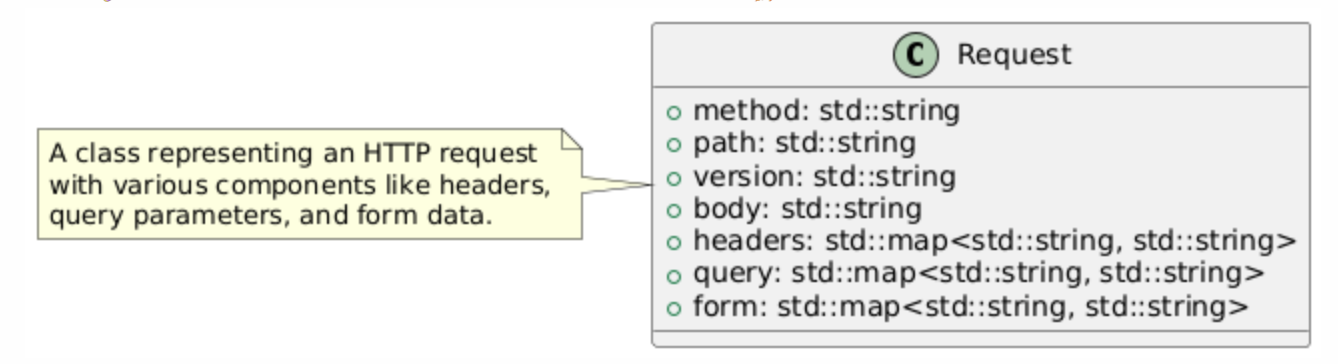 A class representing an HTTP request
with various components like headers,
query parameters, and form data.
C Request
method: std::string
path: std::string
version: std::string
body: std::string
headers: std::map<std::string, std::string>
query: std::map<std::string, std::string>
form: std::map<std::string, std::string>